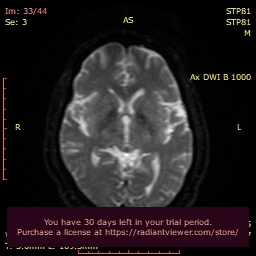 Im: 33/44
Se: 3
AS
STP81
STP81
M
Ax DWI B 1000
R
L
You have 30 days left in your trial period.
Purchase a license at https://radiantviewer.com/store/